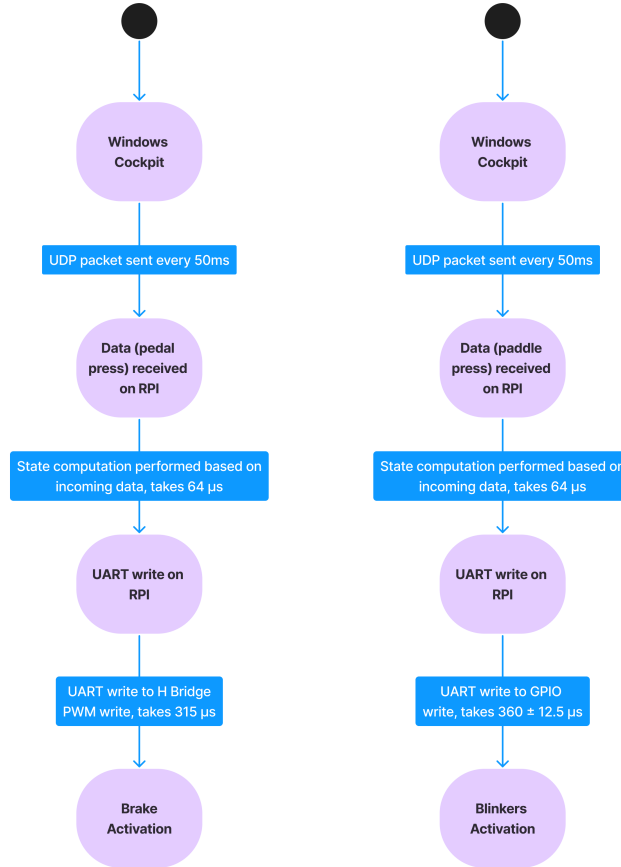 Windows
Cockpit
UDP packet sent every 50ms
Data (pedal
press) received
on RPI
State computation performed based on
incoming data, takes 64 µs
UART write on
RPI
UART write to H Bridge
PWM write, takes 315 µs
Brake
Activation
Windows
Cockpit
UDP packet sent every 50ms
Data (paddle
press) received
on RPI
State computation performed based on
incoming data, takes 64 µs
UART write on
RPI
UART write to GPIO
write, takes 360 ± 12.5 µs
Blinkers
Activation